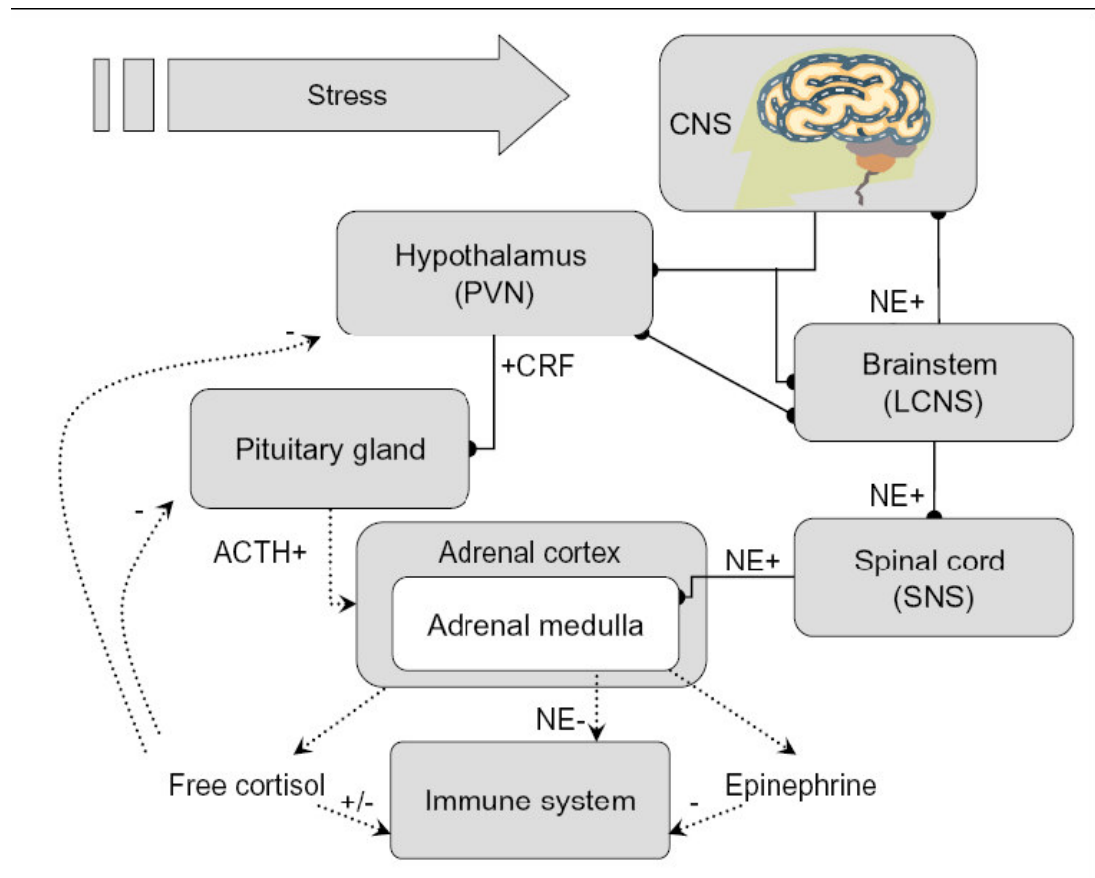 Stress
CNS
Hypothalamus
(PVN)
NE+
-
+CRF
Brainstem
(LCNS)
Pituitary gland
-
NE+
ACTH+
Adrenal cortex
NE+
Spinal cord
(SNS)
Adrenal medulla
NE-
Free cortisol
+/-
Immune system
-
Epinephrine